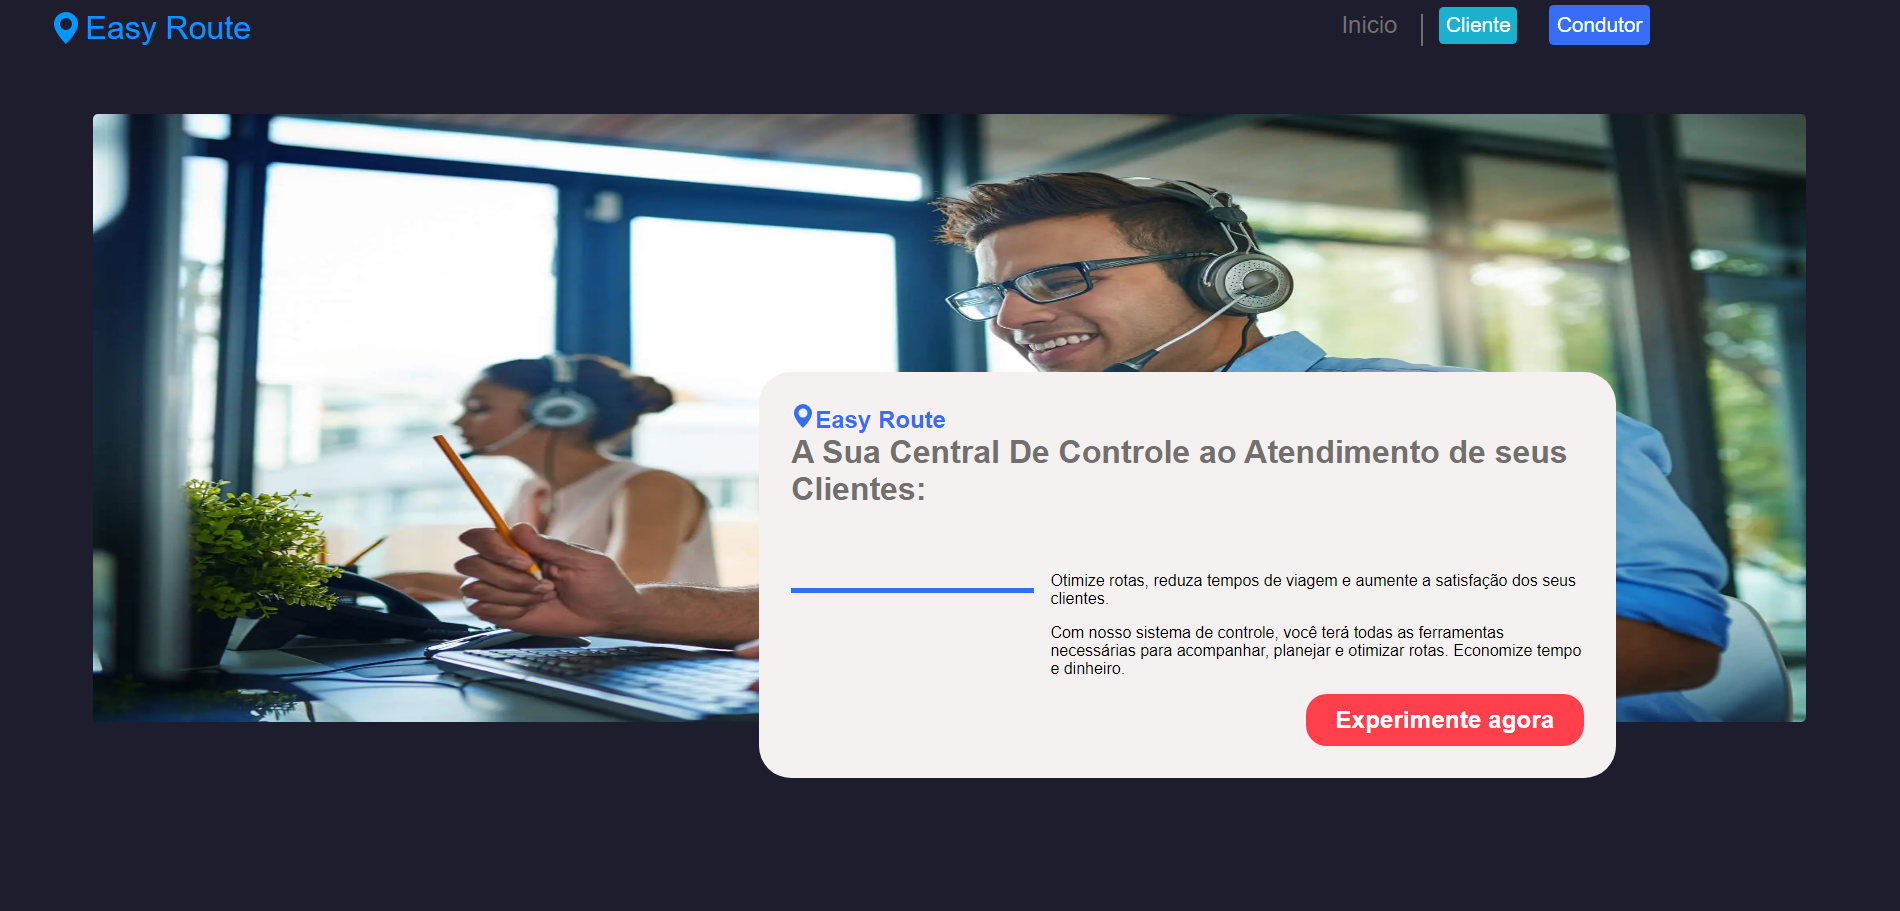 Easy Route
Inicio
Cliente
Condutor
Easy Route
A Sua Central De Controle ao Atendimento de seus
Clientes:
Otimize rotas, reduza tempos de viagem e aumente a satisfação dos seus
clientes.
Com nosso sistema de controle, você terá todas as ferramentas
necessárias para acompanhar, planejar e otimizar rotas. Economize tempo
e dinheiro.
Experimente agora